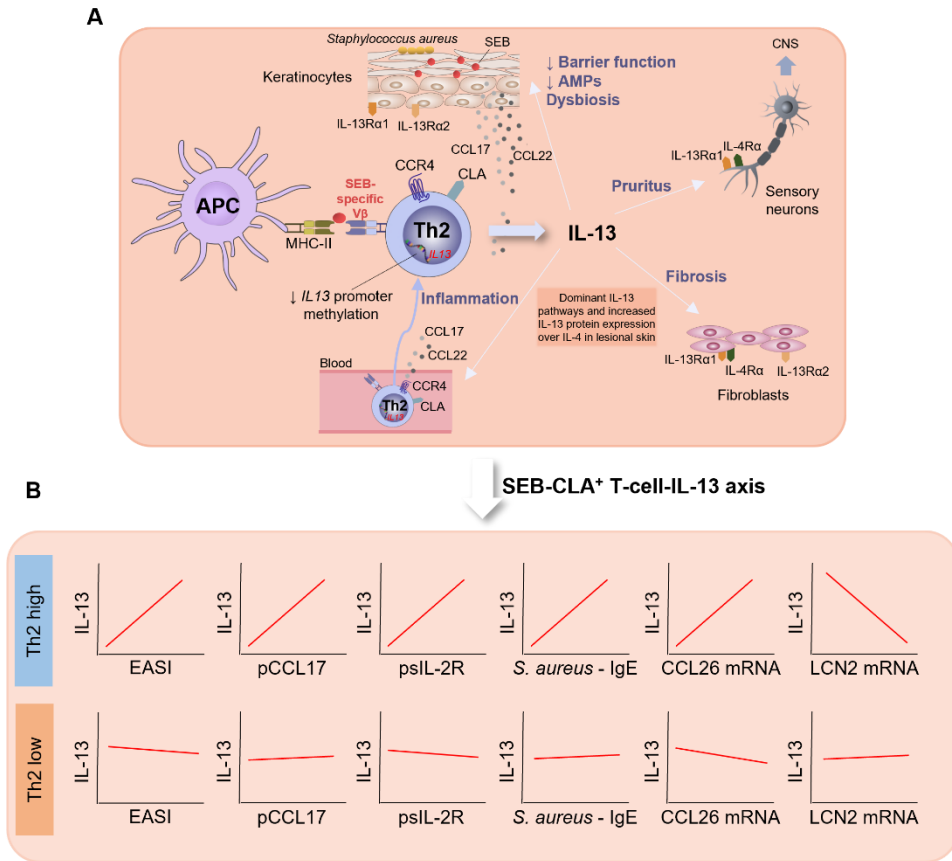 A
Staphylococcus aureus
SEB
Keratinocytes
IL-13Rα1
IL-13Rα2
↓ Barrier function
↓ AMPs
Dysbiosis
CNS
CCL17
CCL22
IL-13Rα1
IL-4Rα
Sensory
neurons
CCR4
CLA
SEB-
specific
Vβ
APC
MHC-II
Th2
IL13
IL-13
Pruritus
↓ IL13 promoter
methylation
Inflammation
Fibrosis
Dominant IL-13
pathways and increased
IL-13 protein expression
over IL-4 in lesional skin
IL-13Rα1
IL-4Rα
IL-13Rα2
Fibroblasts
CCL17
CCL22
Blood
CCR4
CLA
Th2
IL13
SEB-CLA⁺ T-cell-IL-13 axis
B
Th2 high
IL-13
EASI
IL-13
pCCL17
IL-13
psIL-2R
IL-13
S. aureus - IgE
IL-13
CCL26 mRNA
IL-13
LCN2 mRNA
Th2 low
IL-13
EASI
IL-13
pCCL17
IL-13
psIL-2R
IL-13
S. aureus - IgE
IL-13
CCL26 mRNA
IL-13
LCN2 mRNA